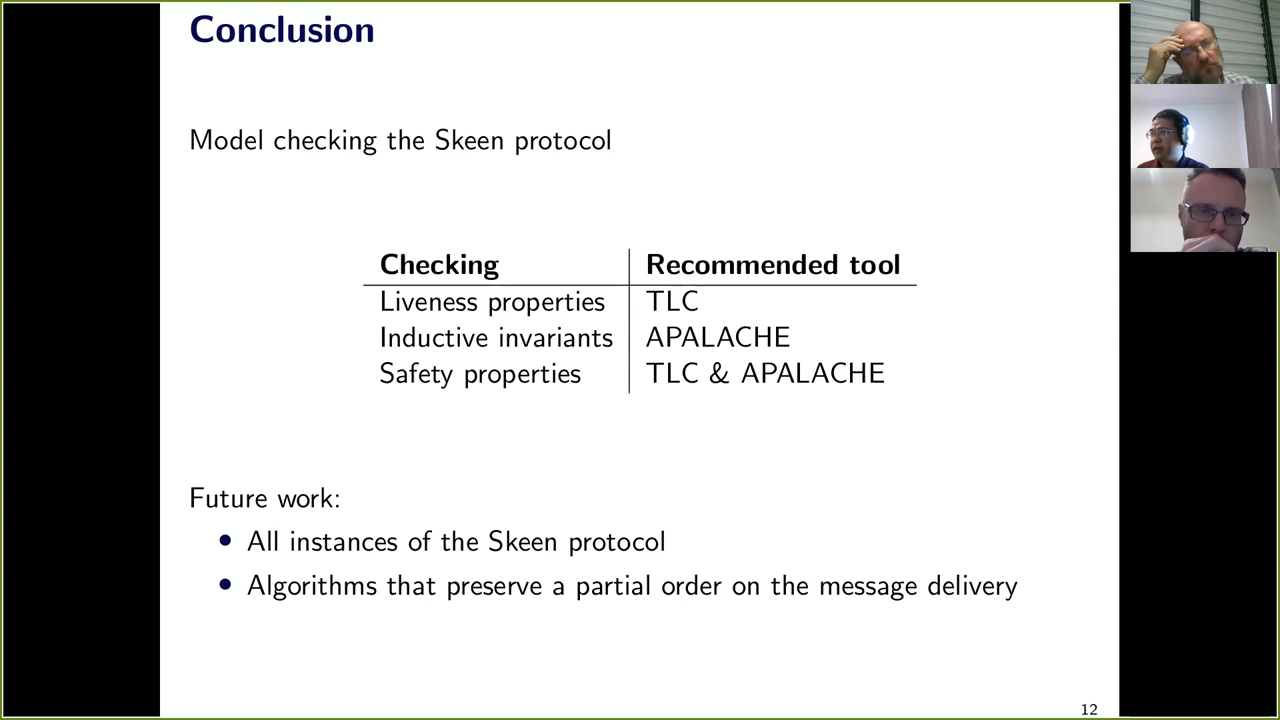 Conclusion
Model checking the Skeen protocol
Checking Recommended tool
Liveness properties TLC
Inductive invariants APALACHE
Safety properties TLC & APALACHE
Future work:
• All instances of the Skeen protocol
• Algorithms that preserve a partial order on the message delivery
12